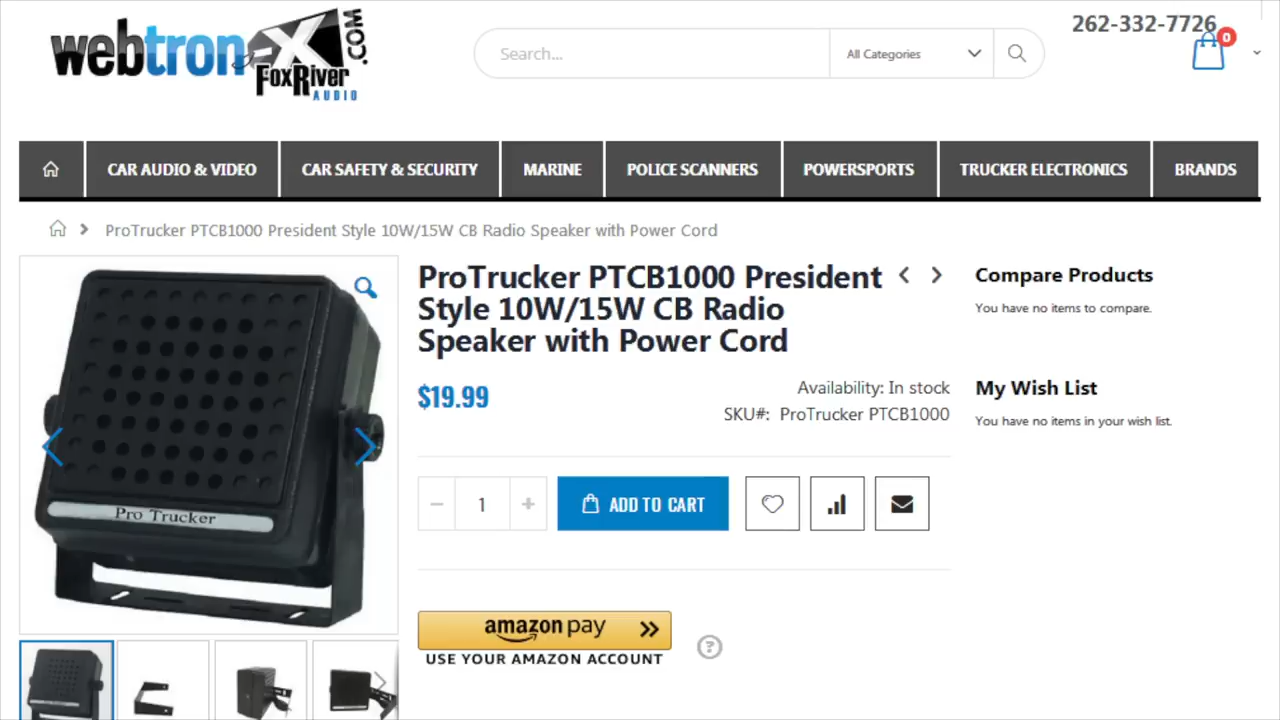 webtron-X.COM
FoxRiver
AUDIO
Search...
All Categories
262-332-7726
0
CAR AUDIO & VIDEO
CAR SAFETY & SECURITY
MARINE
POLICE SCANNERS
POWERSPORTS
TRUCKER ELECTRONICS
BRANDS
ProTrucker PTCB1000 President Style 10W/15W CB Radio Speaker with Power Cord
Pro Trucker
ProTrucker PTCB1000 President
Style 10W/15W CB Radio
Speaker with Power Cord
$19.99
Availability: In stock
SKU#: ProTrucker PTCB1000
1
ADD TO CART
amazon pay
USE YOUR AMAZON ACCOUNT
?
Compare Products
You have no items to compare.
My Wish List
You have no items in your wish list.